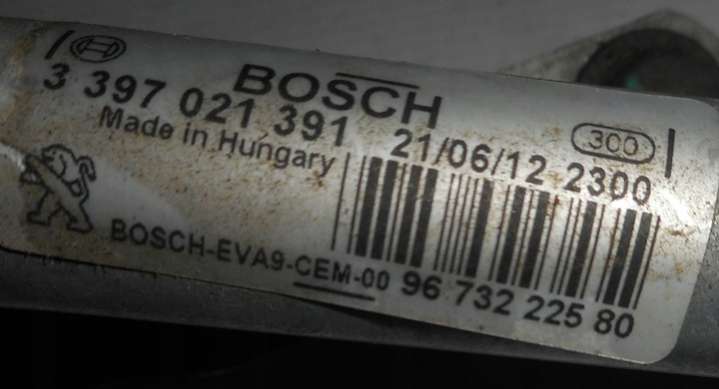 BOSCH
3 397 021 391 21/06/12 2300
300
Made in Hungary
BOSCH-EVA9-CEM-00 96 732 225 80